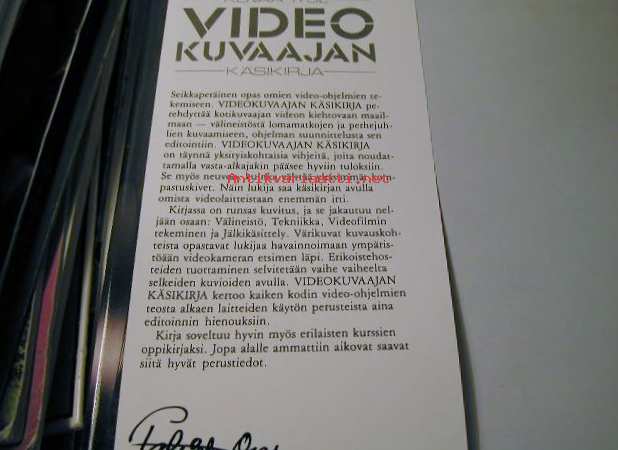 VIDEO
KUVAAJAN
KÄSIKIRJA
Seikkaperäinen opas omien video-ohjelmien te-
kemiseen. VIDEOKUVAAJAN KÄSIKIRJA pe-
rehdyttää kotikuvaajan videon kiehtovaan maail-
maan — välineistöstä lomamatkojen ja perhejuh-
lien kuvaamiseen, ohjelman suunnittelusta sen
editointiin. VIDEOKUVAAJAN KÄSIKIRJA
on täynnä yksityiskohtaisia vihjeitä, joita noudat-
tamalla vasta-alkajakin pääsee hyviin tuloksiin.
Se myös neuvoo, kuinka välttää yleisimmät kom-
pastuskivet. Näin lukija saa käsikirjan avulla
omista videolaitteistaan enemmän irti.
Antikvariaatti.net
Kirjassa on runsas kuvitus, ja se jakautuu nel-
jään osaan: Välineistö, Tekniikka, Videofilmin
tekeminen ja Jälkikäsittely. Värikuvat kuvauskoh-
teista opastavat lukijaa havainnoimaan ympäris-
töään videokameran etsimen läpi. Erikoistehos-
teiden tuottaminen selvitetään vaihe vaiheelta
selkeiden kuvioiden avulla. VIDEOKUVAAJAN
KÄSIKIRJA kertoo kaiken kodin video-ohjelmien
teosta alkaen laitteiden käytön perusteista aina
editoinnin hienouksiin.
Kirja soveltuu hyvin myös erilaisten kurssien
oppikirjaksi. Jopa alalle ammattiin aikovat saavat
siitä hyvät perustiedot.